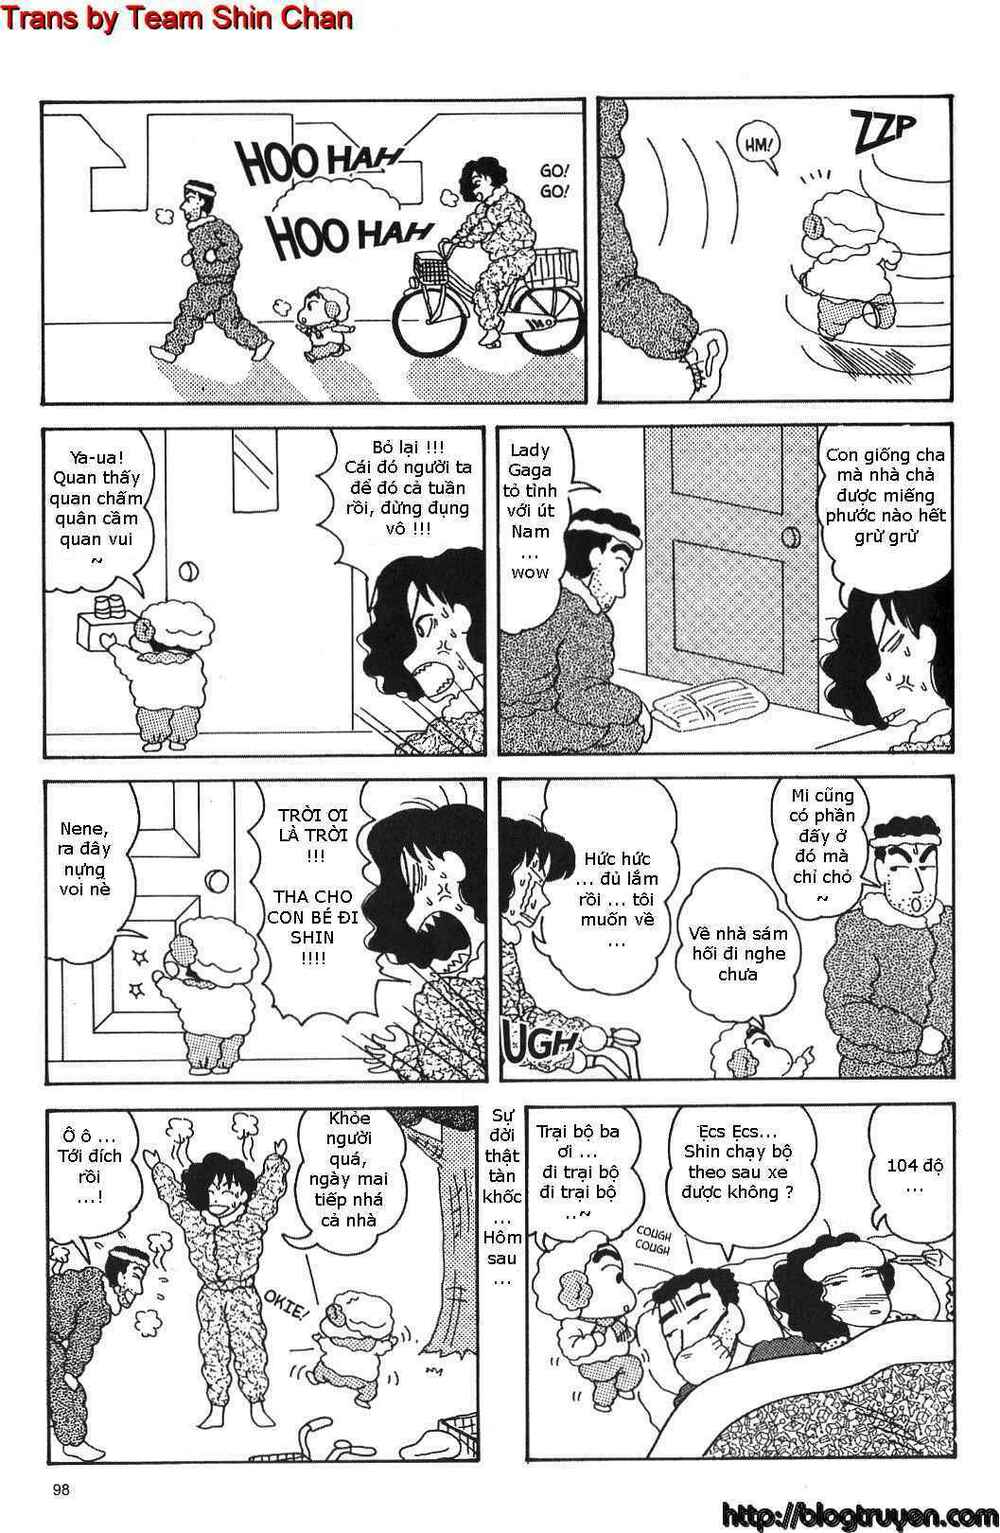 Trans by Team Shin Chan
HOO HAH
HOO HAH
GO!
GO!
HM!
ZZP
Ya-ua!
Quan thấy
quan chấm
quân cầm
quan vui
~
Bỏ lại !!!
Cái đó người ta
để đó cả tuần
rồi, đừng đụng
vô !!!
Lady
Gaga
tỏ tình
với út
Nam
...
wow
Con giống cha
mà nhà chả
được miếng
phước nào hết
grừ grừ
Nene,
ra đây
nựng
voi nè
TRỜI ƠI
LÀ TRỜI
!!!
THA CHO
CON BÉ ĐI
SHIN
!!!!
Hức hức
... đủ lắm
rồi ... tôi
muốn về
...
UGH
Về nhà sám
hối đi nghe
chưa
Mi cũng
có phần
đấy ở
đó mà
chỉ chỏ
~
Ô ô ...
Tới đích
rồi
...!
Khỏe
người
quá,
ngày mai
tiếp nhá
cả nhà
OKIE!
Sự
đời
thật
tàn
khốc
...
Hôm
sau
...
Trại bộ ba
ơi ...
đi trại bộ
đi trại bộ
..~
COUGH
COUGH
Ẹcs Ẹcs...
Shin chạy bộ
theo sau xe
được không ?
104 độ
...
98
http://blogtruyen.com